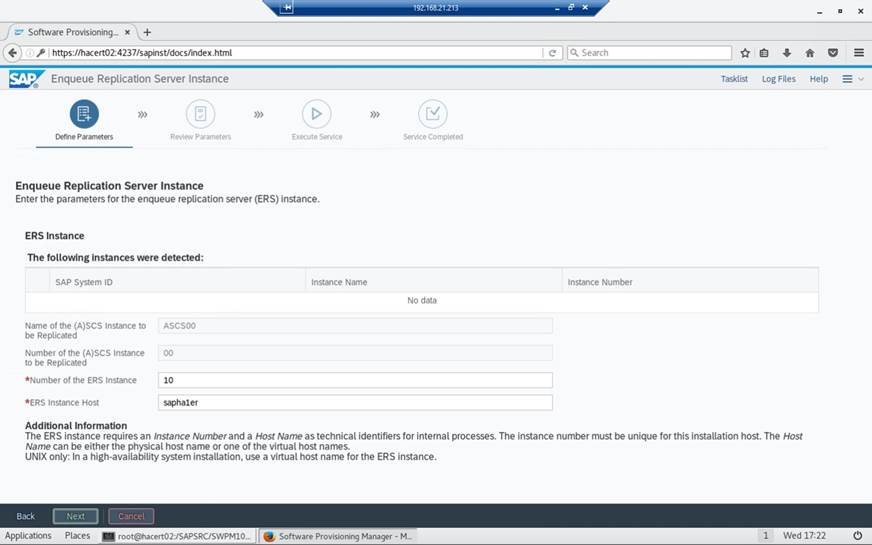 192.168.21.213
Software Provisioning...
https://hacert02:4237/sapinst/docs/index.html
Search
SAP Enqueue Replication Server Instance
Tasklist Log Files Help
Define Parameters
Review Parameters
Execute Service
Service Completed
Enqueue Replication Server Instance
Enter the parameters for the enqueue replication server (ERS) instance.
ERS Instance
The following instances were detected:
SAP System ID Instance Name Instance Number
No data
Name of the (A)SCS Instance to
be Replicated
ASCS00
Number of the (A)SCS Instance
to be Replicated
00
*Number of the ERS Instance
10
*ERS Instance Host
sapha1er
Additional Information
The ERS instance requires an Instance Number and a Host Name as technical identifiers for internal processes. The instance number must be unique for this installation host. The Host
Name can be either the physical host name or one of the virtual host names.
UNIX only: In a high-availability system installation, use a virtual host name for the ERS instance.
Back Next Cancel
Applications Places root@hacert02:/SAPSRC/SWPM10... Software Provisioning Manager - M... 1 Wed 17:22